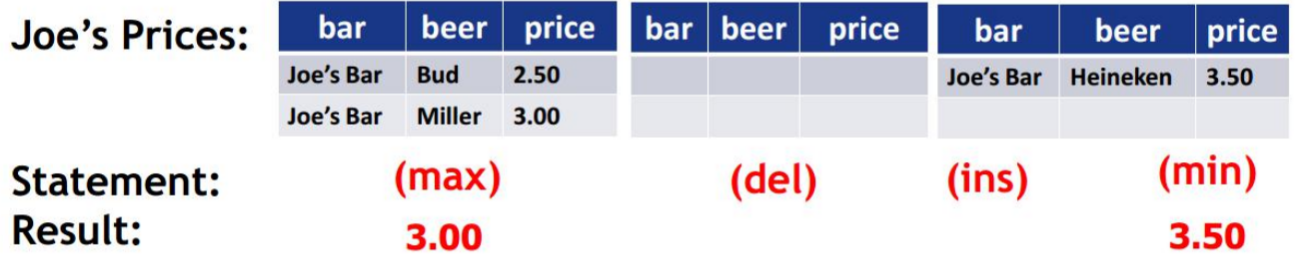 Joe’s Prices:
bar beer price bar beer price bar beer price
Joe’s Bar Bud 2.50 Joe’s Bar Heineken 3.50
Joe’s Bar Miller 3.00
Statement: (max) (del) (ins) (min)
Result: 3.00 3.50